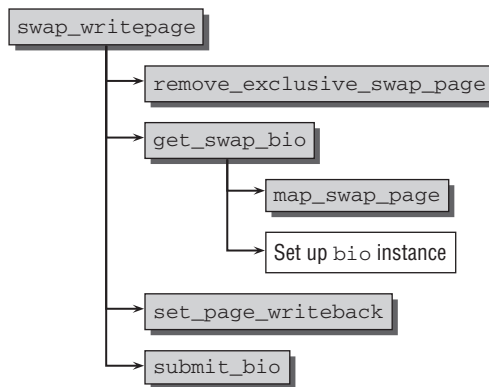 swap_writepage
remove_exclusive_swap_page
get_swap_bio
map_swap_page
Set up bio instance
set_page_writeback
submit_bio